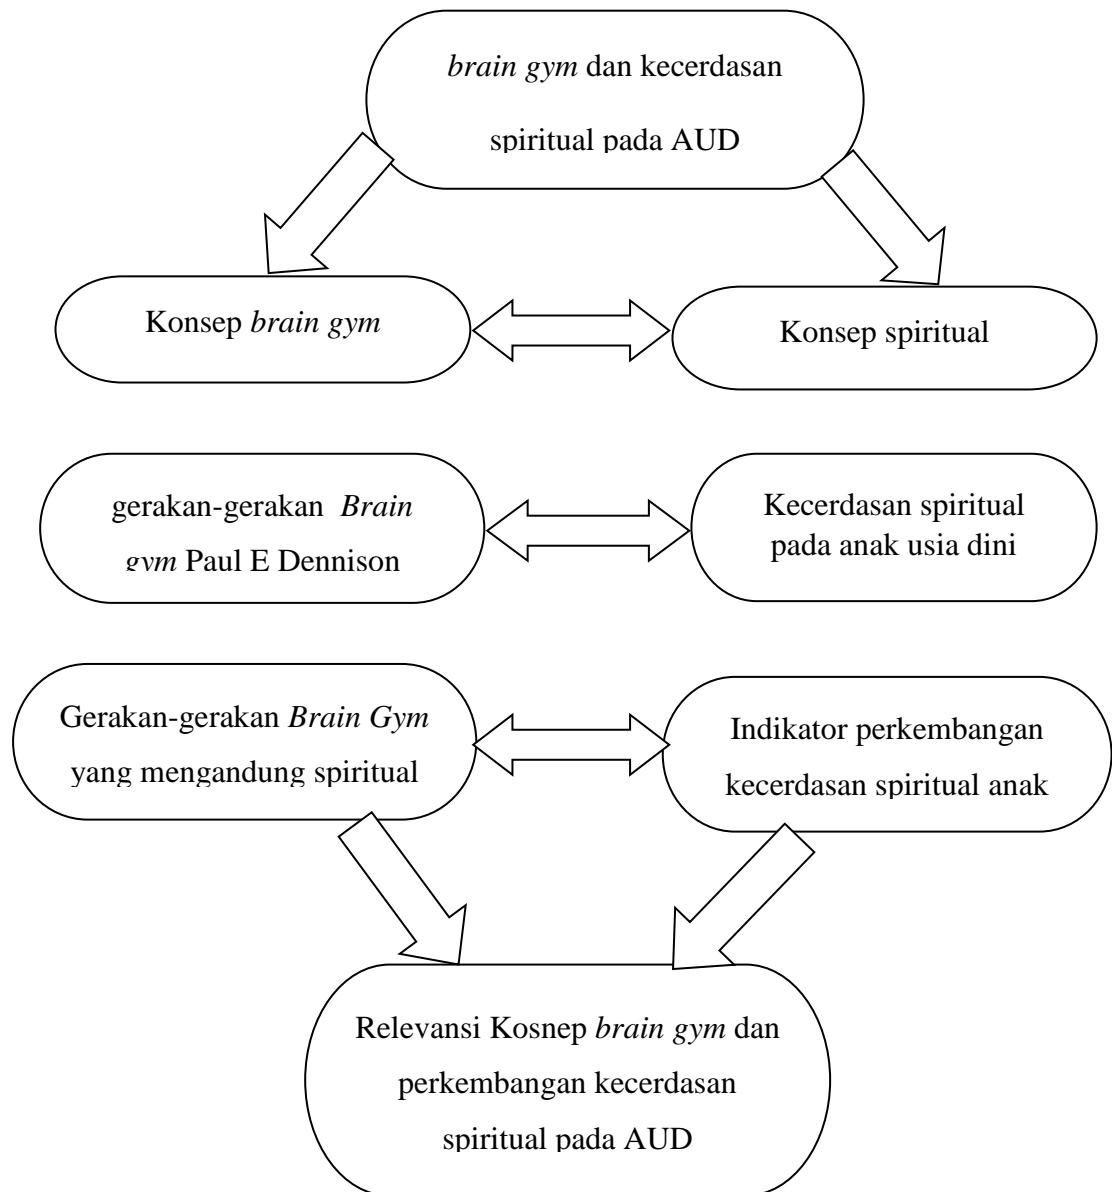 brain gym dan kecerdasan
spiritual pada AUD
Konsep brain gym
Konsep spiritual
gerakan-gerakan Brain
gym Paul E Dennison
Kecerdasan spiritual
pada anak usia dini
Gerakan-gerakan Brain Gym
yang mengandung spiritual
Indikator perkembangan
kecerdasan spiritual anak
Relevansi Kosnep brain gym dan
perkembangan kecerdasan
spiritual pada AUD